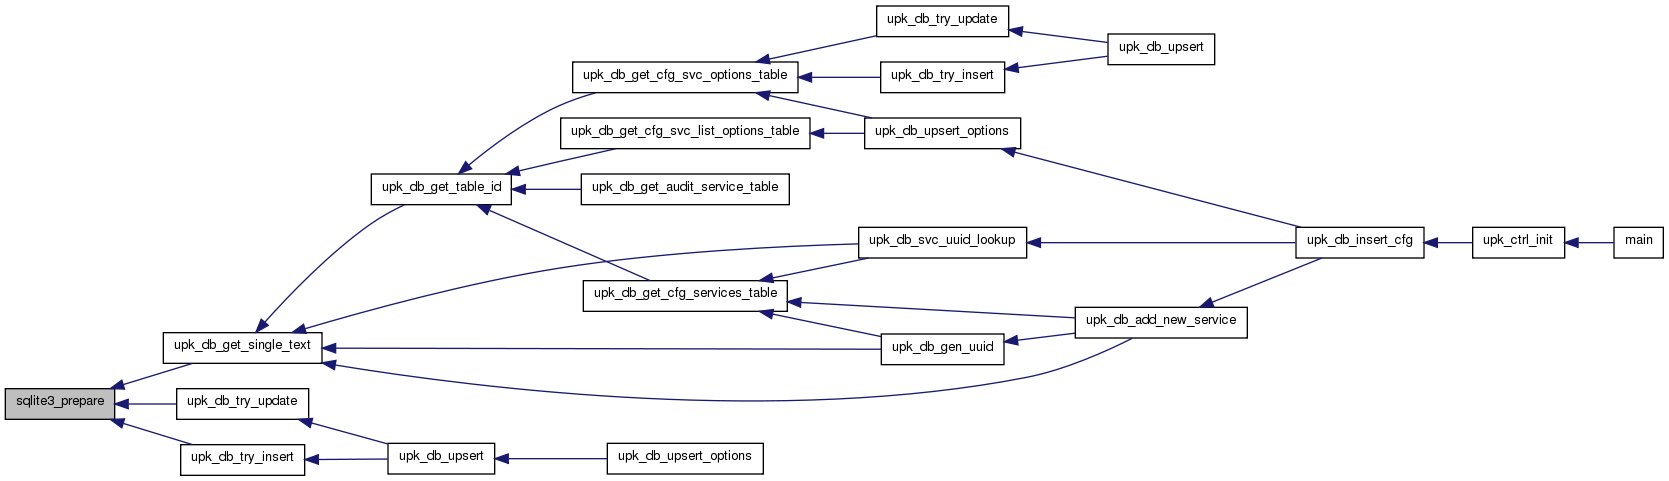 upk_db_try_update
upk_db_upsert
upk_db_get_cfg_svc_options_table
upk_db_try_insert
upk_db_get_cfg_svc_list_options_table
upk_db_upsert_options
upk_db_get_table_id
upk_db_get_audit_service_table
upk_db_svc_uuid_lookup
upk_db_insert_cfg
upk_ctrl_init
main
upk_db_get_cfg_services_table
upk_db_add_new_service
upk_db_get_single_text
upk_db_gen_uuid
sqlite3_prepare
upk_db_try_update
upk_db_try_insert
upk_db_upsert
upk_db_upsert_options